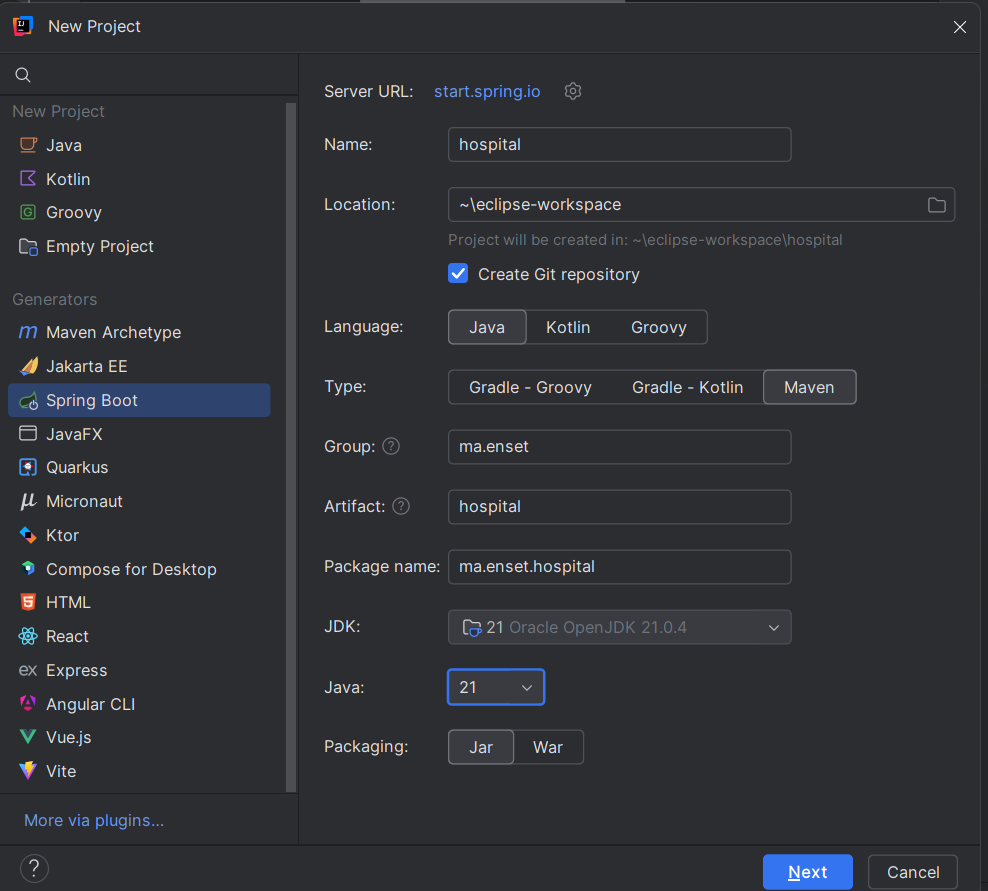 New Project
New Project
Java
Kotlin
Groovy
Empty Project
Generators
Maven Archetype
Jakarta EE
Spring Boot
JavaFX
Quarkus
Micronaut
Ktor
Compose for Desktop
HTML
React
Express
Angular CLI
Vue.js
Vite
More via plugins...
Server URL: start.spring.io
Name: hospital
Location: ~\eclipse-workspace
Project will be created in: ~\eclipse-workspace\hospital
Create Git repository
Language: Java Kotlin Groovy
Type: Gradle - Groovy Gradle - Kotlin Maven
Group: ? ma.enset
Artifact: ? hospital
Package name: ma.enset.hospital
JDK: 21 Oracle OpenJDK 21.0.4
Java: 21
Packaging: Jar War
? Next Cancel